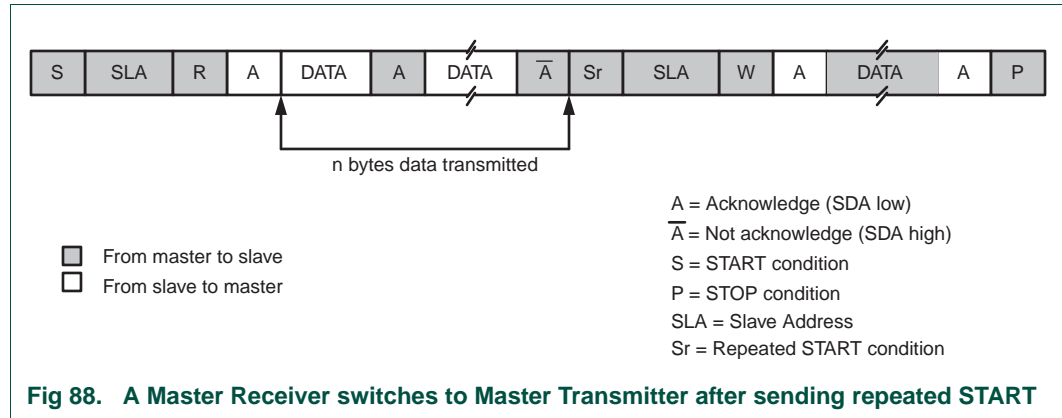 S SLA R A DATA A DATA A̅ Sr SLA W A DATA A P
n bytes data transmitted
A = Acknowledge (SDA low)
A̅ = Not acknowledge (SDA high)
S = START condition
P = STOP condition
SLA = Slave Address
Sr = Repeated START condition
From master to slave
From slave to master
Fig 88. A Master Receiver switches to Master Transmitter after sending repeated START